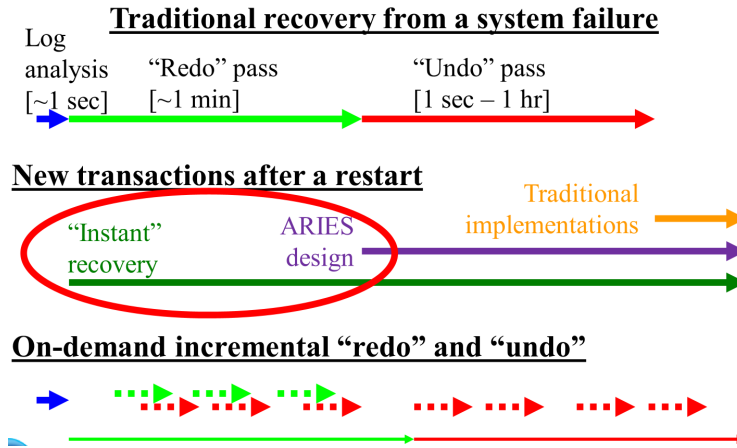 Traditional recovery from a system failure
Log
analysis
[~1 sec]
“Redo” pass
[~1 min]
“Undo” pass
[1 sec – 1 hr]
New transactions after a restart
“Instant”
recovery
ARIES
design
Traditional
implementations
On-demand incremental “redo” and “undo”